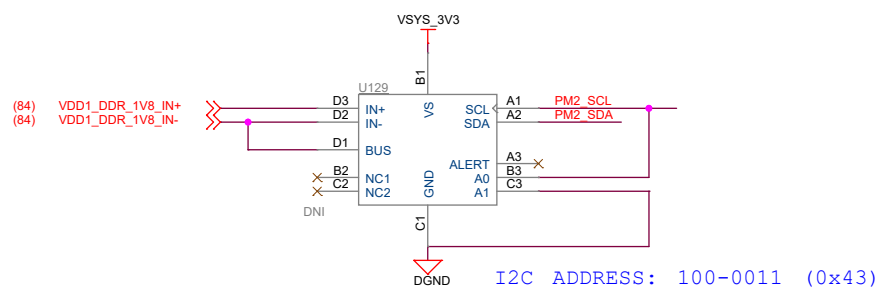 VSYS_3V3
U129
B1
(84) VDD1_DDR_1V8_IN+ D3 IN+ VS SCL A1 PM2_SCL
(84) VDD1_DDR_1V8_IN- D2 IN- SDA A2 PM2_SDA
D1 BUS
ALERT A3
B2 NC1 A0 B3
C2 NC2 GND A1 C3
DNI
C1
DGND
I2C ADDRESS: 100-0011 (0x43)